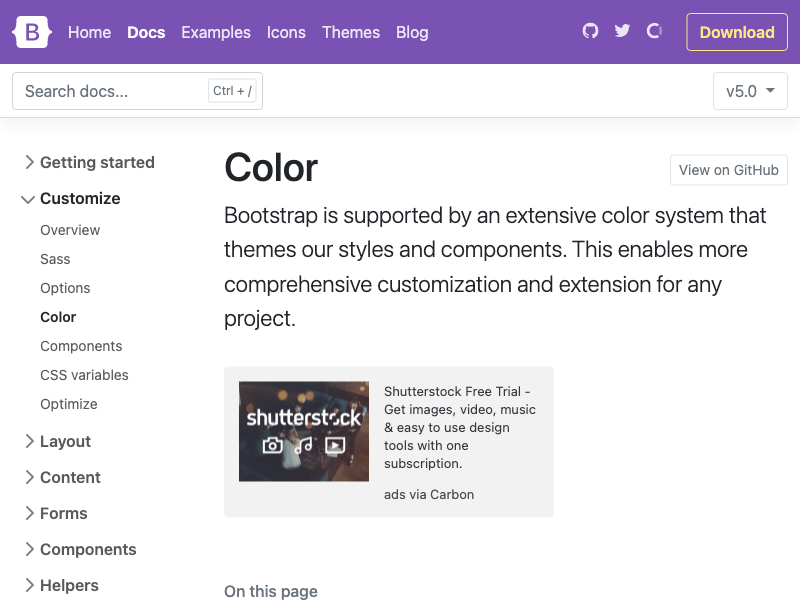 B Home Docs Examples Icons Themes Blog Download
Search docs... Ctrl + / v5.0
Getting started
Customize
Overview
Sass
Options
Color
Components
CSS variables
Optimize
Layout
Content
Forms
Components
Helpers
Color
View on GitHub
Bootstrap is supported by an extensive color system that
themes our styles and components. This enables more
comprehensive customization and extension for any
project.
shutterstock
Shutterstock Free Trial -
Get images, video, music
& easy to use design
tools with one
subscription.
ads via Carbon
On this page